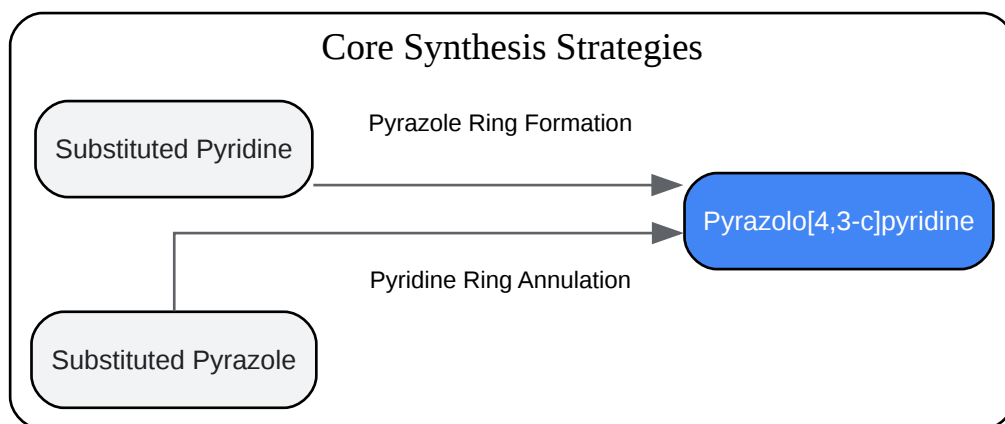 Core Synthesis Strategies
Substituted Pyridine
Pyrazole Ring Formation
Pyrazolo[4,3-c]pyridine
Pyridine Ring Annulation
Substituted Pyrazole